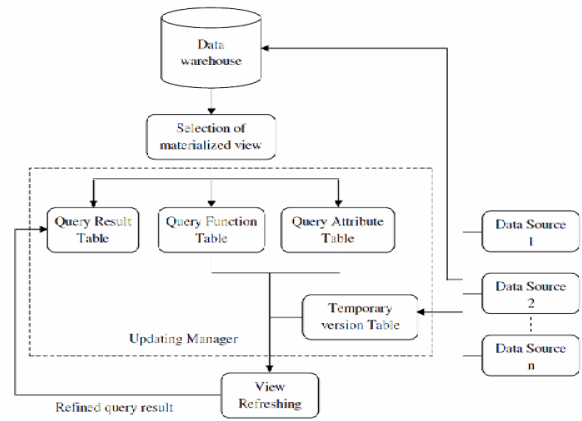 Data
warehouse
Selection of
materialized view
Query Result
Table
Query Function
Table
Query Attribute
Table
Data Source
1
Temporary
version Table
Data Source
2
Updating Manager
Data Source
n
View
Refreshing
Refined query result